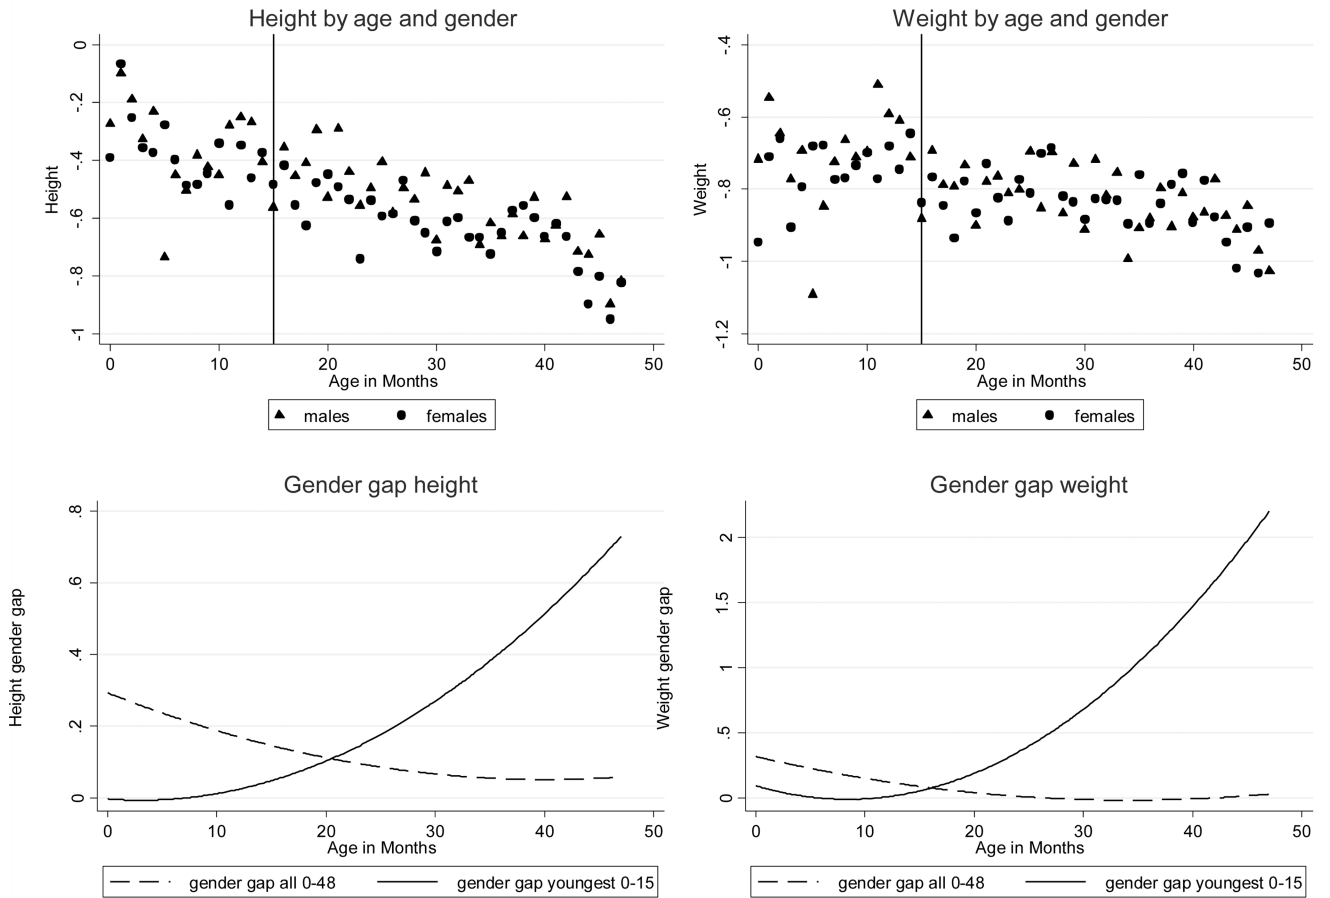 Height by age and gender
Height
0
-.2
-.4
-.6
-.8
-1
0 10 20 30 40 50
Age in Months
males females
Weight by age and gender
Weight
-.4
-.6
-.8
-1
-1.2
0 10 20 30 40 50
Age in Months
males females
Gender gap height
Height gender gap
.8
.6
.4
.2
0
0 10 20 30 40 50
Age in Months
gender gap all 0-48 gender gap youngest 0-15
Gender gap weight
Weight gender gap
2
1.5
1
.5
0
0 10 20 30 40 50
Age in Months
gender gap all 0-48 gender gap youngest 0-15